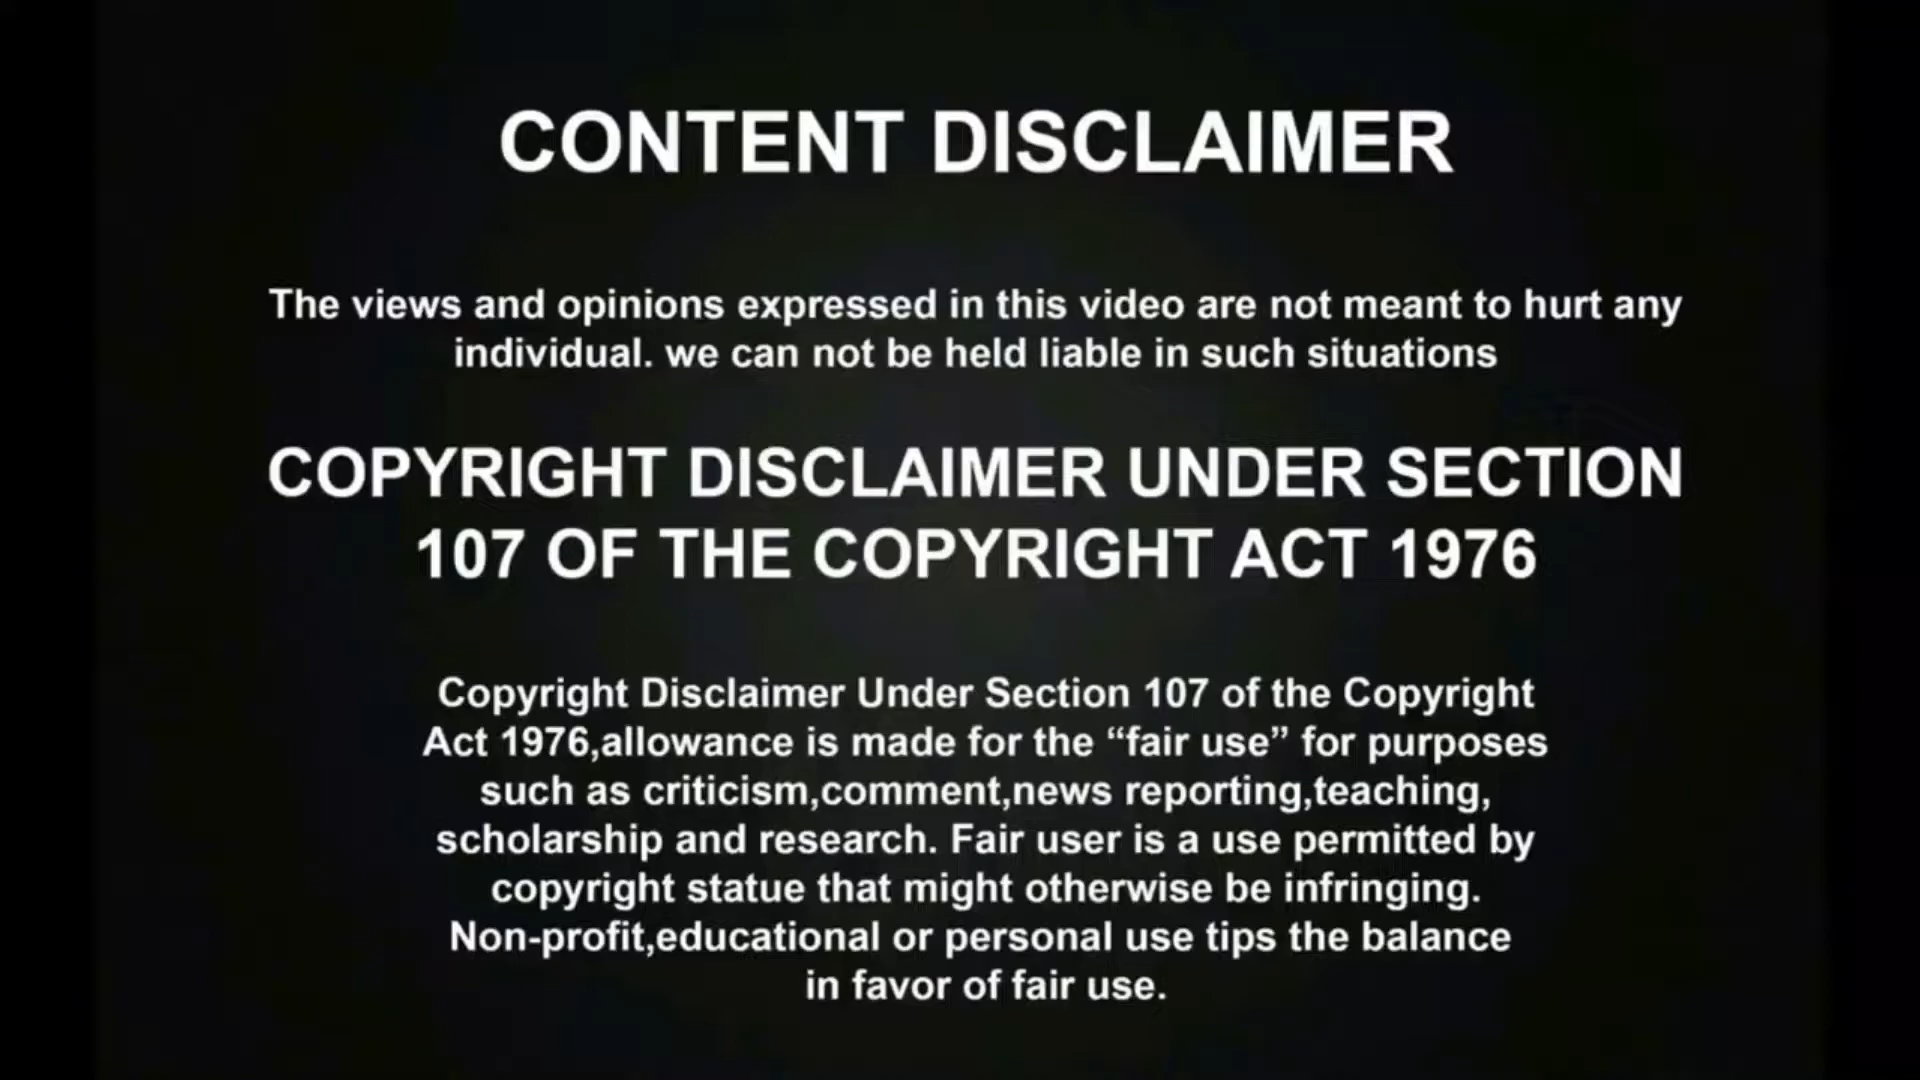 CONTENT DISCLAIMER
The views and opinions expressed in this video are not meant to hurt any
individual. we can not be held liable in such situations
COPYRIGHT DISCLAIMER UNDER SECTION
107 OF THE COPYRIGHT ACT 1976
Copyright Disclaimer Under Section 107 of the Copyright
Act 1976,allowance is made for the “fair use” for purposes
such as criticism,comment,news reporting,teaching,
scholarship and research. Fair user is a use permitted by
copyright statue that might otherwise be infringing.
Non-profit,educational or personal use tips the balance
in favor of fair use.